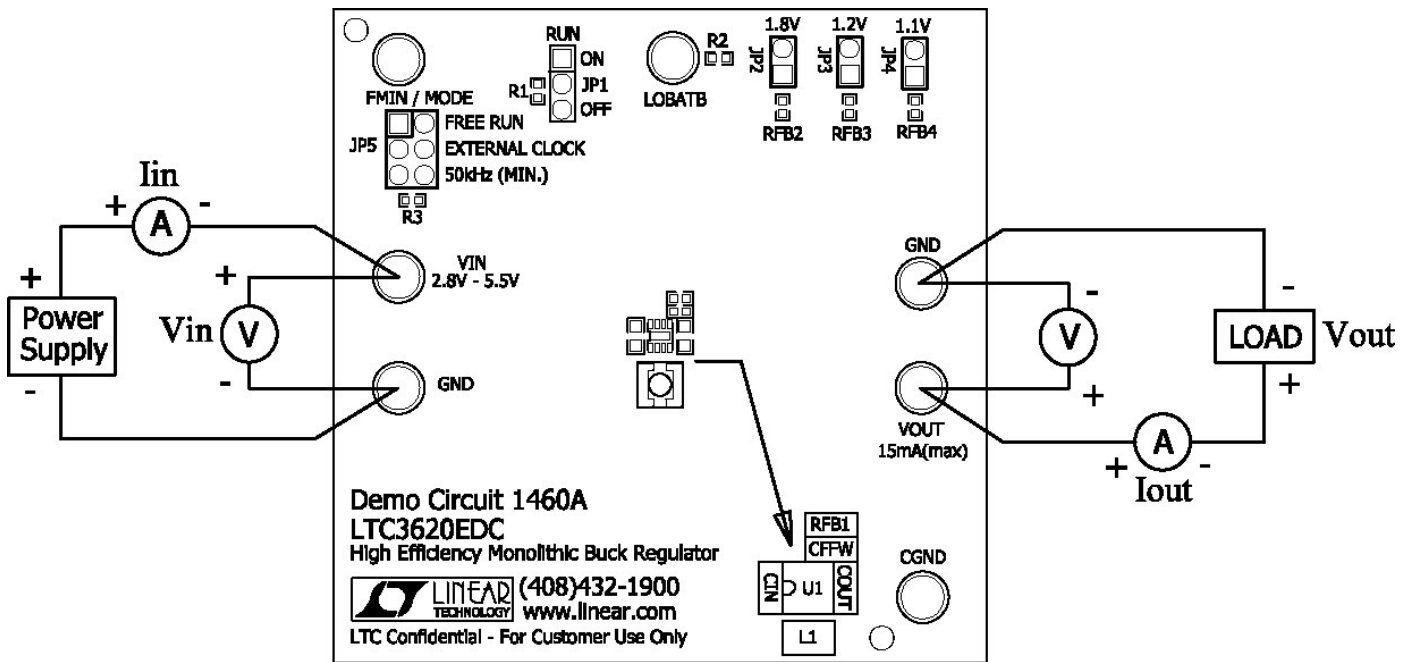 RUN
ON
JP1
OFF
R1
R2
LOBATB
1.8V
1.2V
1.1V
JP2
JP3
JP4
RFB2
RFB3
RFB4
FMIN / MODE
FREE RUN
JP5
EXTERNAL CLOCK
50kHz (MIN.)
R3
Iin
+ A -
VIN
2.8V - 5.5V
+
Power
Supply
-
+
Vin
V
-
GND
GND
-
V
+
-
LOAD
+
Vout
VOUT
15mA(max)
+ A -
Iout
Demo Circuit 1460A
LTC3620EDC
High Efficiency Monolithic Buck Regulator
LINEAR
TECHNOLOGY
(408)432-1900
www.linear.com
LTC Confidential - For Customer Use Only
RFB1
CFFW
CIN
U1
COUT
L1
CGND